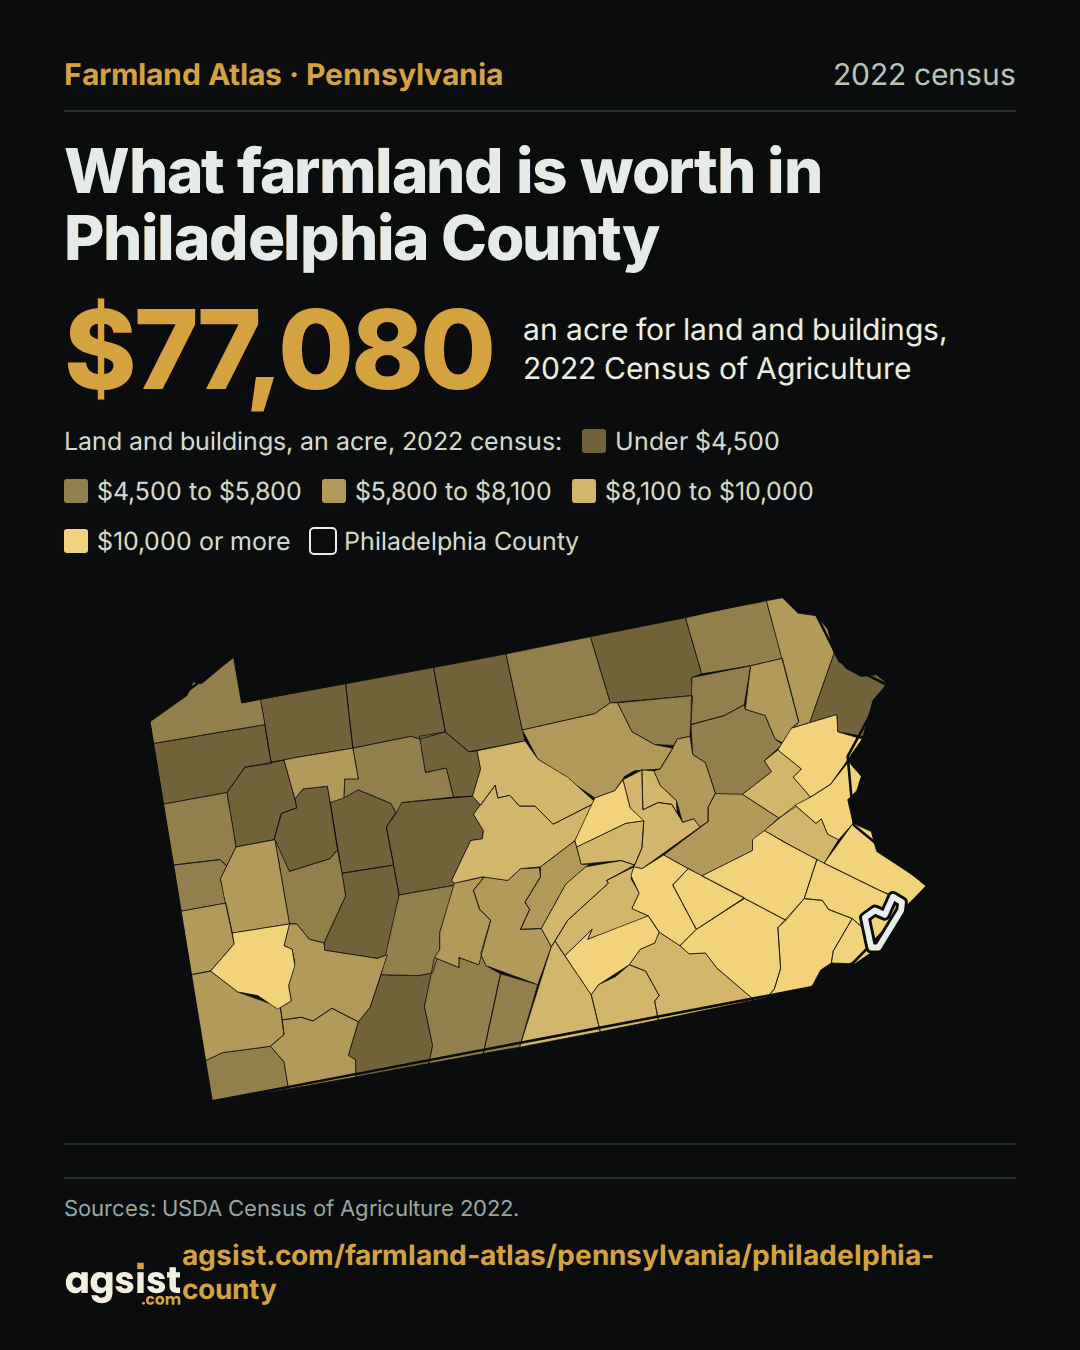 Farmland Atlas · Pennsylvania
2022 census
What farmland is worth in
Philadelphia County
$77,080
an acre for land and buildings,
2022 Census of Agriculture
Land and buildings, an acre, 2022 census: Under $4,500
$4,500 to $5,800 $5,800 to $8,100 $8,100 to $10,000
$10,000 or more Philadelphia County
Sources: USDA Census of Agriculture 2022.
agsist.com
agsist.com/farmland-atlas/pennsylvania/philadelphia-
county